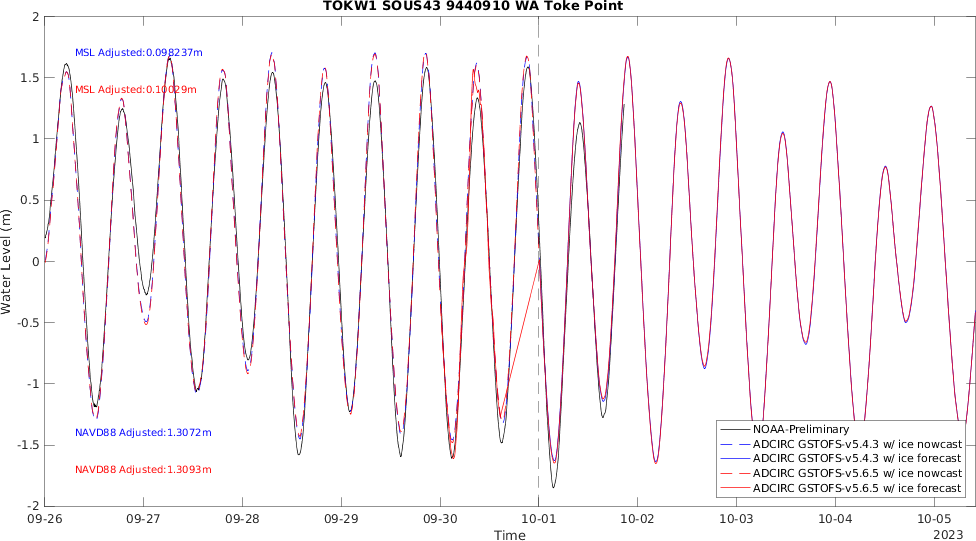 TOKW1 SOUS43 9440910 WA Toke Point
2
1.5
1
0.5
0
-0.5
-1
-1.5
-2
Water Level (m)
MSL Adjusted:0.098237m
MSL Adjusted:0.10029m
NAVD88 Adjusted:1.3072m
NAVD88 Adjusted:1.3093m
NOAA-Preliminary
ADCIRC GSTOFS-v5.4.3 w/ ice nowcast
ADCIRC GSTOFS-v5.4.3 w/ ice forecast
ADCIRC GSTOFS-v5.6.5 w/ ice nowcast
ADCIRC GSTOFS-v5.6.5 w/ ice forecast
09-26 09-27 09-28 09-29 09-30 10-01 10-02 10-03 10-04 10-05
Time
2023